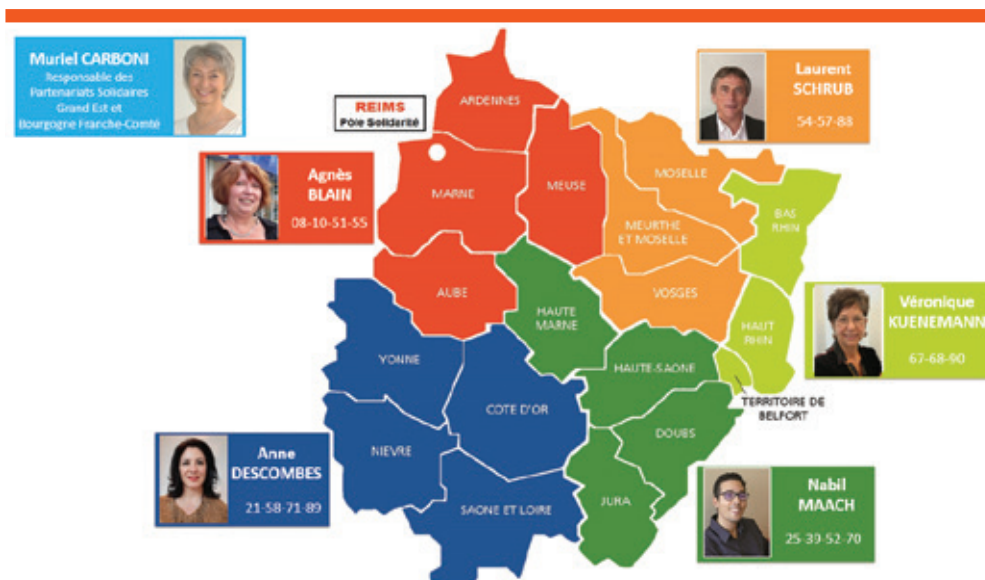 Muriel CARBONI
Responsable des
Partenariats Solidaires
Grand Est et
Bourgogne Franche-Comté
Laurent
SCHRUB
54-57-88
REIMS
Pôle Solidarité
ARDENNES
Agnès
BLAIN
08-10-51-55
MARNE
MEUSE
MOSELLE
MEURTHE
ET MOSELLE
BAS
RHIN
AUBE
HAUTE
MARNE
VOSGES
HAUT
RHIN
Véronique
KUENEMANN
67-68-90
YONNE
HAUTE-SAONE
TERRITOIRE DE
BELFORT
COTE D'OR
DOUBS
NIEVRE
Anne
DESCOMBES
21-58-71-89
SAONE ET LOIRE
JURA
Nabil
MAACH
25-39-52-70